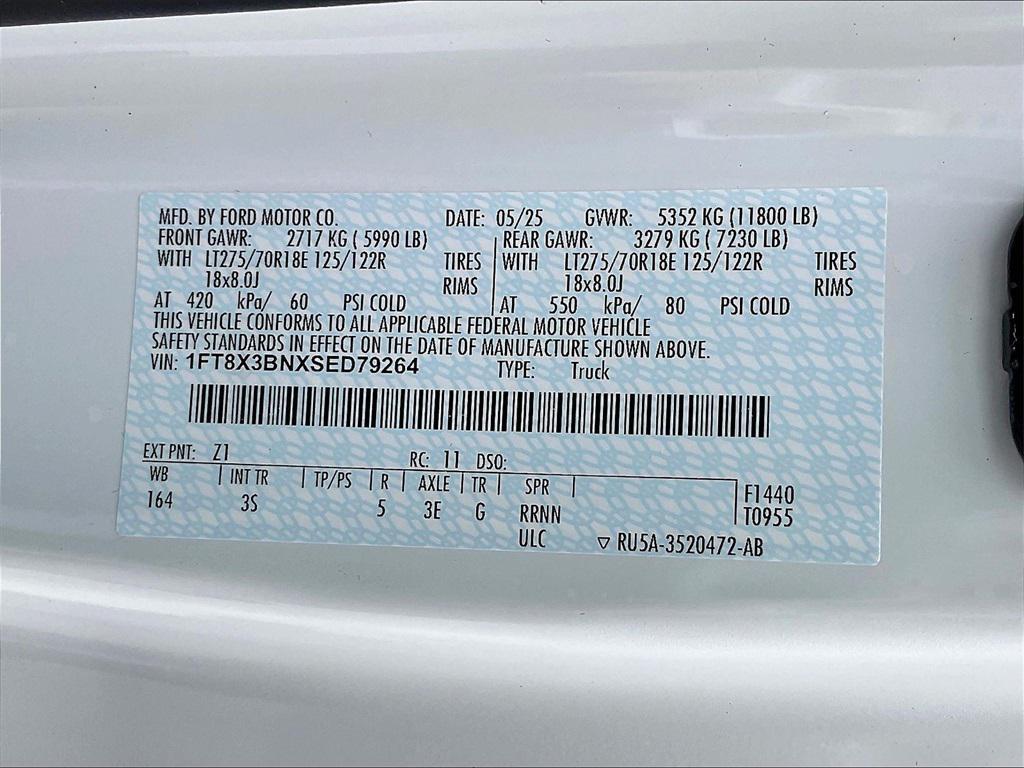 MFD. BY FORD MOTOR CO. DATE: 05/25 GVWR: 5352 KG (11800 LB)
FRONT GAWR: 2717 KG ( 5990 LB) REAR GAWR: 3279 KG ( 7230 LB)
WITH LT275/70R18E 125/122R TIRES WITH LT275/70R18E 125/122R TIRES
18x8.0J RIMS 18x8.0J RIMS
AT 420 kPa/ 60 PSI COLD AT 550 kPa/ 80 PSI COLD
THIS VEHICLE CONFORMS TO ALL APPLICABLE FEDERAL MOTOR VEHICLE
SAFETY STANDARDS IN EFFECT ON THE DATE OF MANUFACTURE SHOWN ABOVE.
VIN: 1FT8X3BNXSED79264 TYPE: Truck
EXT PNT: Z1 RC: 11 DSO:
WB INT TR TP/PS R AXLE TR SPR F1440
164 3S 5 3E G RRNN T0955
ULC ▽ RU5A-3520472-AB